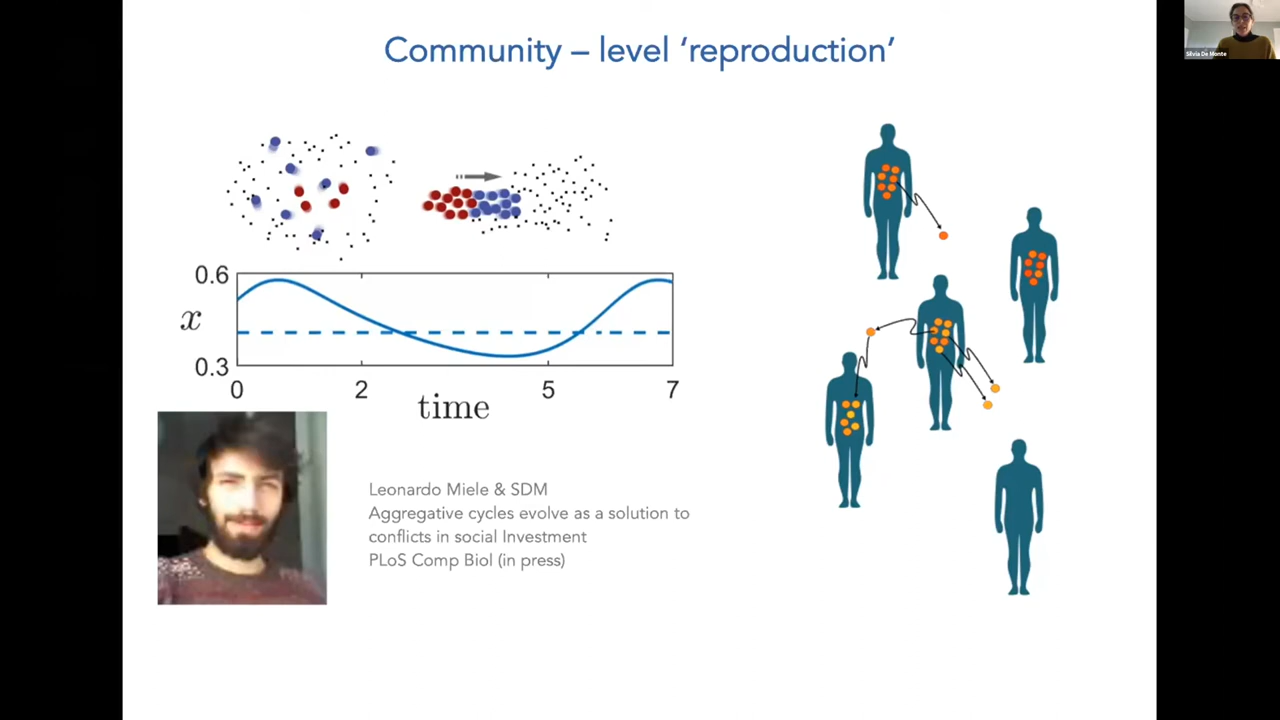 Community – level ‘reproduction’
Silvia De Monte
0.6
x
0.3
0
2
5
7
time
Leonardo Miele & SDM
Aggregative cycles evolve as a solution to
conflicts in social Investment
PLoS Comp Biol (in press)